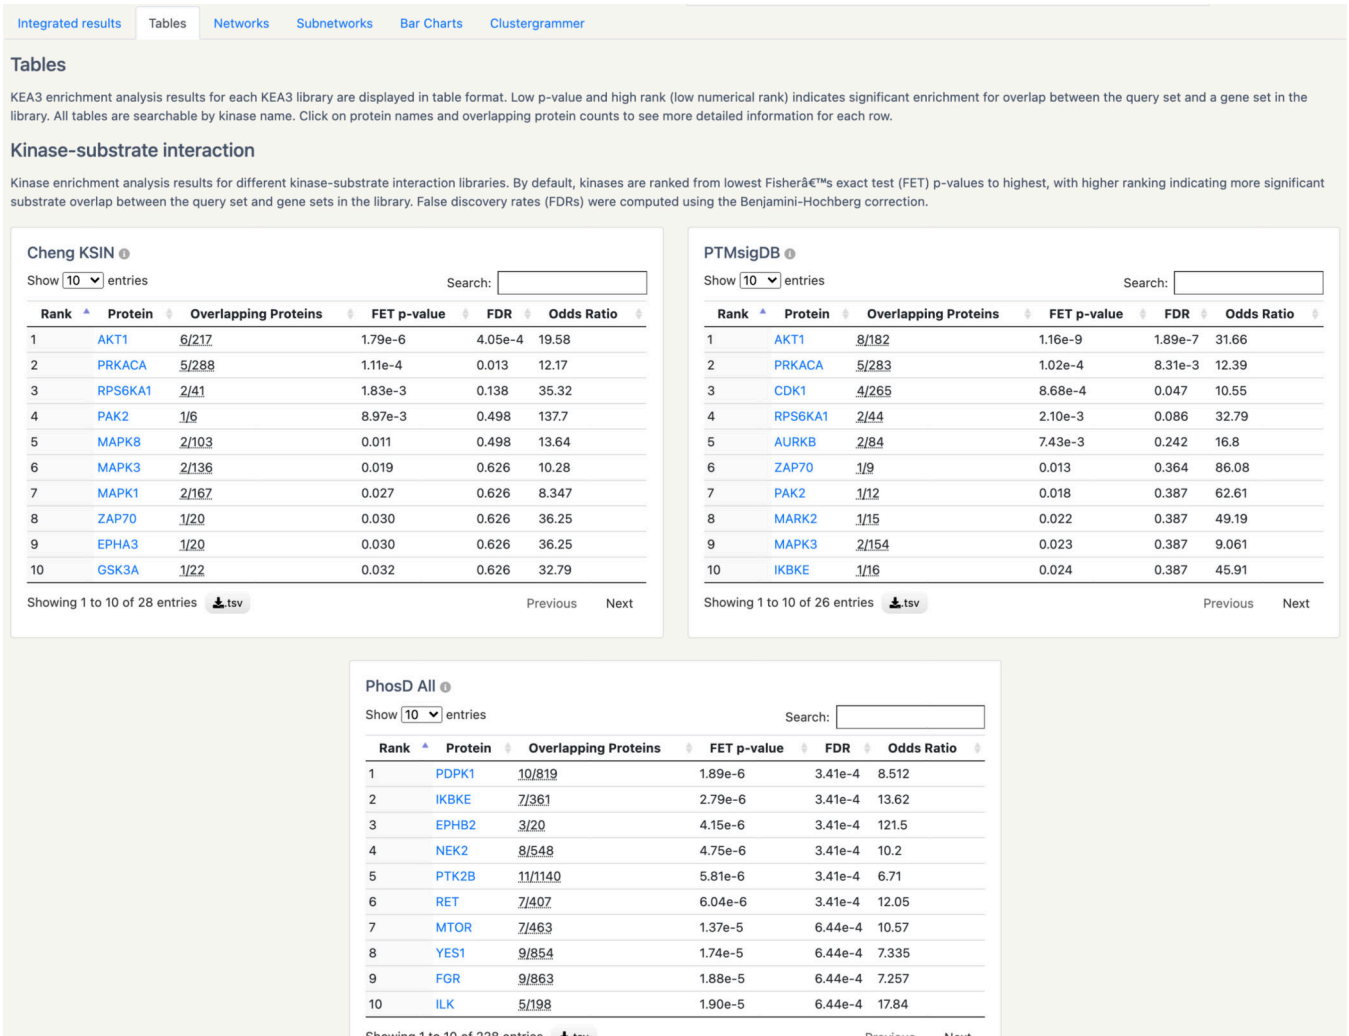 Integrated results Tables Networks Subnetworks Bar Charts Clustergrammer
Tables
KEA3 enrichment analysis results for each KEA3 library are displayed in table format. Low p-value and high rank (low numerical rank) indicates significant enrichment for overlap between the query set and a gene set in the
library. All tables are searchable by kinase name. Click on protein names and overlapping protein counts to see more detailed information for each row.
Kinase-substrate interaction
Kinase enrichment analysis results for different kinase-substrate interaction libraries. By default, kinases are ranked from lowest Fisherâ€™s exact test (FET) p-values to highest, with higher ranking indicating more significant
substrate overlap between the query set and gene sets in the library. False discovery rates (FDRs) were computed using the Benjamini-Hochberg correction.
Cheng KSIN
Show 10 entries Search:
Rank Protein Overlapping Proteins FET p-value FDR Odds Ratio
1 AKT1 6/217 1.79e-6 4.05e-4 19.58
2 PRKACA 5/288 1.11e-4 0.013 12.17
3 RPS6KA1 2/41 1.83e-3 0.138 35.32
4 PAK2 1/6 8.97e-3 0.498 137.7
5 MAPK8 2/103 0.011 0.498 13.64
6 MAPK3 2/136 0.019 0.626 10.28
7 MAPK1 2/167 0.027 0.626 8.347
8 ZAP70 1/20 0.030 0.626 36.25
9 EPHA3 1/20 0.030 0.626 36.25
10 GSK3A 1/22 0.032 0.626 32.79
Showing 1 to 10 of 28 entries .tsv Previous Next
PTMsigDB
Show 10 entries Search:
Rank Protein Overlapping Proteins FET p-value FDR Odds Ratio
1 AKT1 8/182 1.16e-9 1.89e-7 31.66
2 PRKACA 5/283 1.02e-4 8.31e-3 12.39
3 CDK1 4/265 8.68e-4 0.047 10.55
4 RPS6KA1 2/44 2.10e-3 0.086 32.79
5 AURKB 2/84 7.43e-3 0.242 16.8
6 ZAP70 1/9 0.013 0.364 86.08
7 PAK2 1/12 0.018 0.387 62.61
8 MARK2 1/15 0.022 0.387 49.19
9 MAPK3 2/154 0.023 0.387 9.061
10 IKBKE 1/16 0.024 0.387 45.91
Showing 1 to 10 of 26 entries .tsv Previous Next
PhosD All
Show 10 entries Search:
Rank Protein Overlapping Proteins FET p-value FDR Odds Ratio
1 PDPK1 10/819 1.89e-6 3.41e-4 8.512
2 IKBKE 7/361 2.79e-6 3.41e-4 13.62
3 EPHB2 3/20 4.15e-6 3.41e-4 121.5
4 NEK2 8/548 4.75e-6 3.41e-4 10.2
5 PTK2B 11/1140 5.81e-6 3.41e-4 6.71
6 RET 7/407 6.04e-6 3.41e-4 12.05
7 MTOR 7/463 1.37e-5 6.44e-4 10.57
8 YES1 9/854 1.74e-5 6.44e-4 7.335
9 FGR 9/863 1.88e-5 6.44e-4 7.257
10 ILK 5/198 1.90e-5 6.44e-4 17.84
Showing 1 to 10 of 238 entries .tsv Previous Next